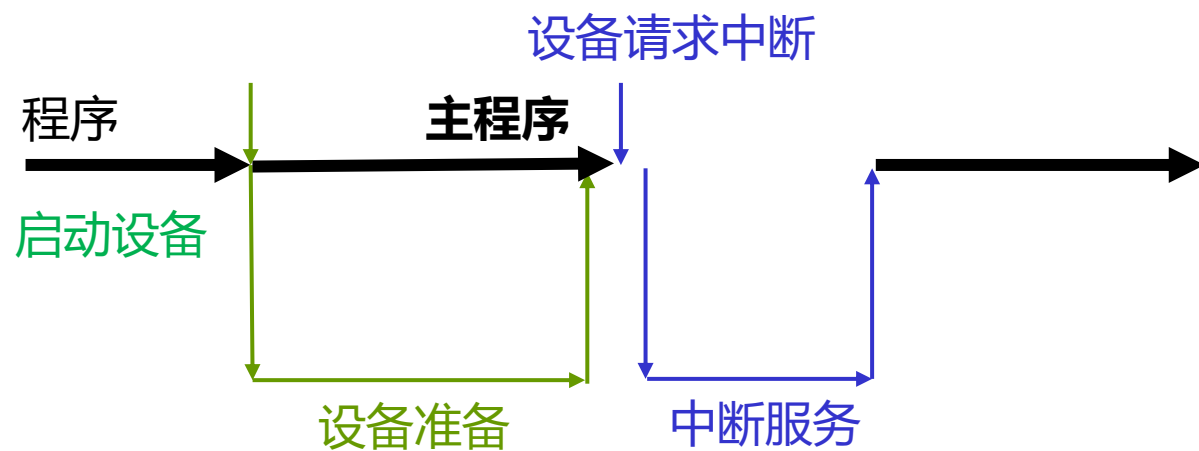 设备请求中断
程序
主程序
启动设备
设备准备
中断服务